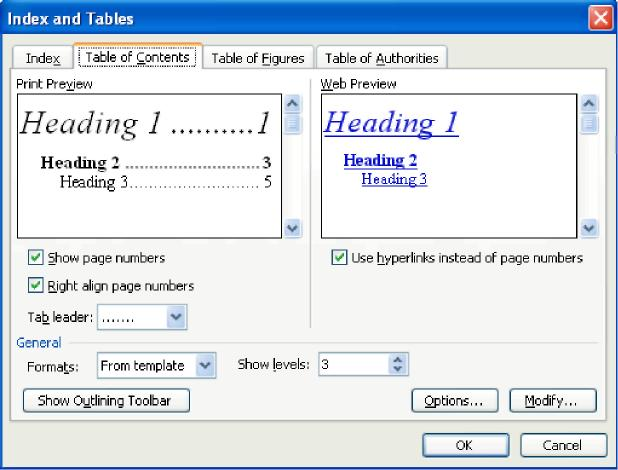 Index and Tables
Index Table of Contents Table of Figures Table of Authorities
Print Preview
Heading 1 ..........1
Heading 2 ................................3
Heading 3............................. 5
Show page numbers
Right align page numbers
Tab leader: .......
Web Preview
Heading 1
Heading 2
Heading 3
Use hyperlinks instead of page numbers
General
Formats: From template Show levels: 3
Show Outlining Toolbar Options... Modify...
OK Cancel